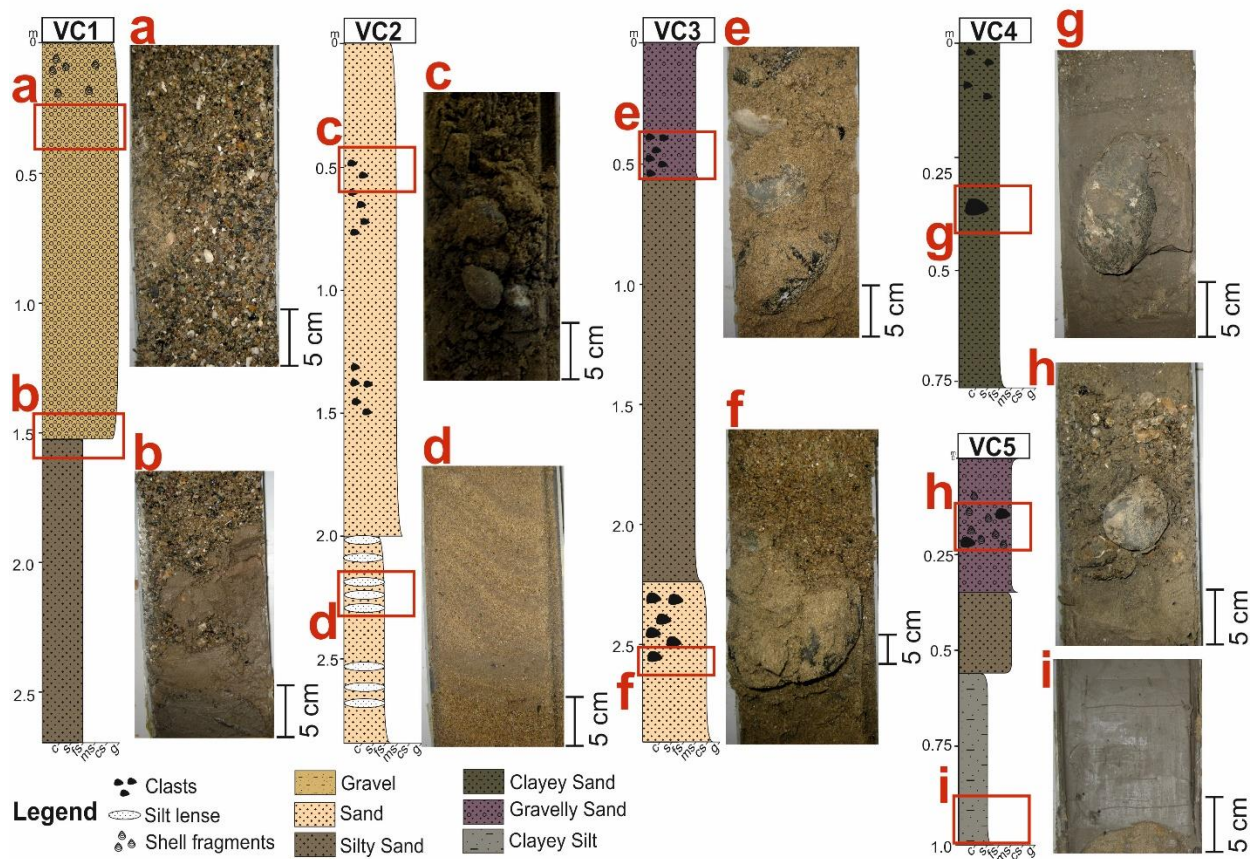 VC1
a
VC2
VC3
e
VC4
g
m
0
m
0
m
0
m
0
a
c
c
e
g
0.5
0.5
0.5
0.25
0.5
0.75
5 cm
5 cm
5 cm
5 cm
1.0
1.0
1.0
b
b
1.5
1.5
1.5
d
f
c s fs ms cs g
h
VC5
h
0.25
0.5
0.75
1.0
5 cm
2.0
2.0
2.0
d
2.5
2.5
2.5
f
5 cm
5 cm
5 cm
i
i
5 cm
c s fs ms cs g
c s fs ms cs g
c s fs ms cs g
c s fs ms cs g
Legend
Clasts
Silt lense
Shell fragments
Gravel
Sand
Silty Sand
Clayey Sand
Gravelly Sand
Clayey Silt